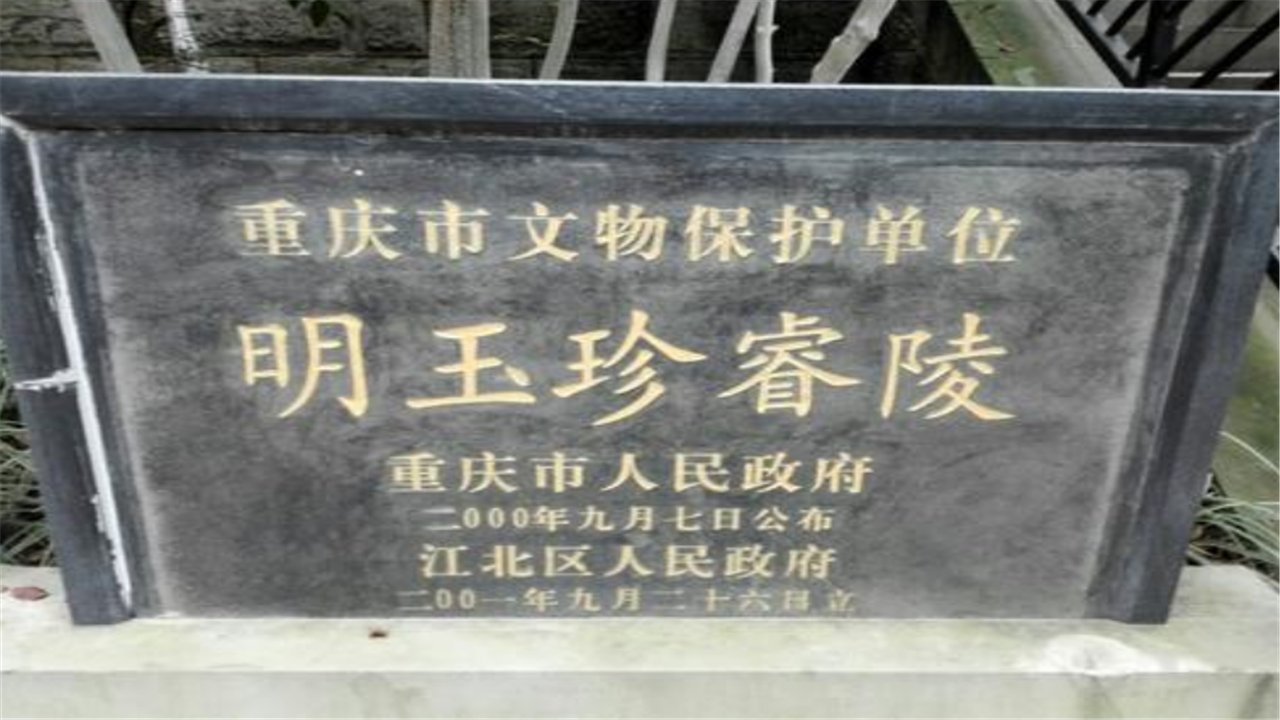 重庆市文物保护单位
明玉珍睿陵
重庆市人民政府
二000年九月七日公布
江北区人民政府
二00一年九月二十六日立